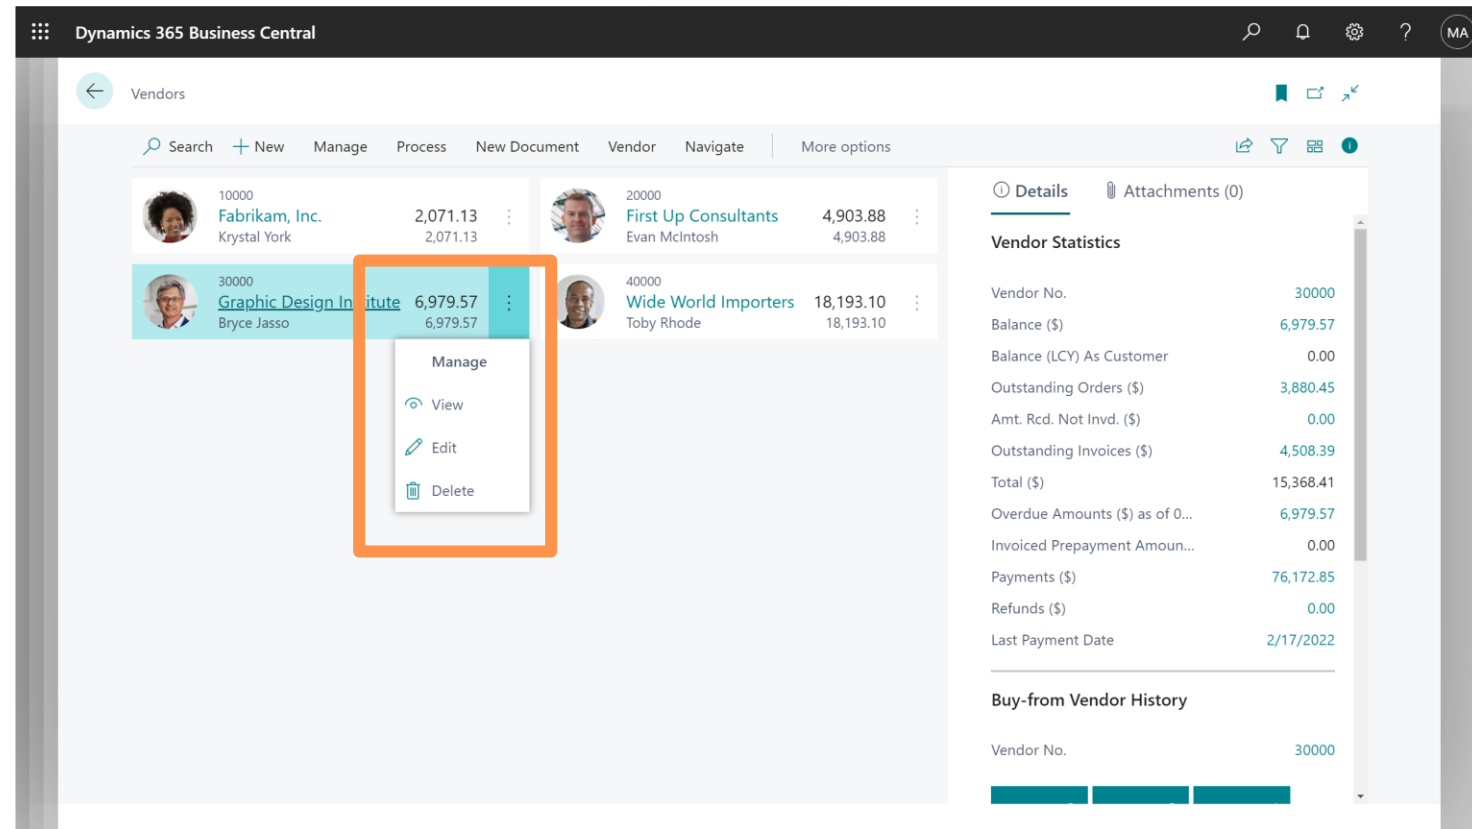 Dynamics 365 Business Central
MA
Vendors
Search New Manage Process New Document Vendor Navigate More options
10000
Fabrikam, Inc. 2,071.13
Krystal York 2,071.13
20000
First Up Consultants 4,903.88
Evan McIntosh 4,903.88
30000
Graphic Design Institute 6,979.57
Bryce Jasso 6,979.57
40000
Wide World Importers 18,193.10
Toby Rhode 18,193.10
Manage
View
Edit
Delete
Details Attachments (0)
Vendor Statistics
Vendor No. 30000
Balance ($) 6,979.57
Balance (LCY) As Customer 0.00
Outstanding Orders ($) 3,880.45
Amt. Rcd. Not Invd. ($) 0.00
Outstanding Invoices ($) 4,508.39
Total ($) 15,368.41
Overdue Amounts ($) as of 0... 6,979.57
Invoiced Prepayment Amoun... 0.00
Payments ($) 76,172.85
Refunds ($) 0.00
Last Payment Date 2/17/2022
Buy-from Vendor History
Vendor No. 30000